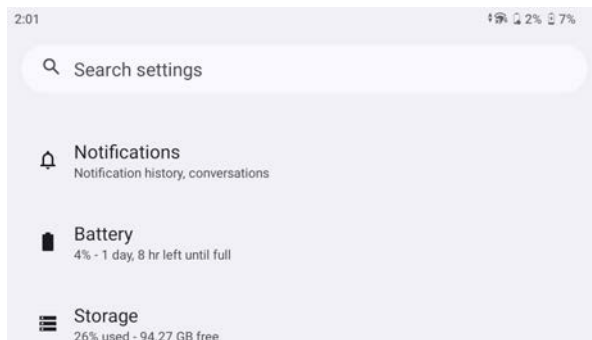 2:01
2% 7%
Search settings
Notifications
Notification history, conversations
Battery
4% - 1 day, 8 hr left until full
Storage
26% used - 94.27 GB free